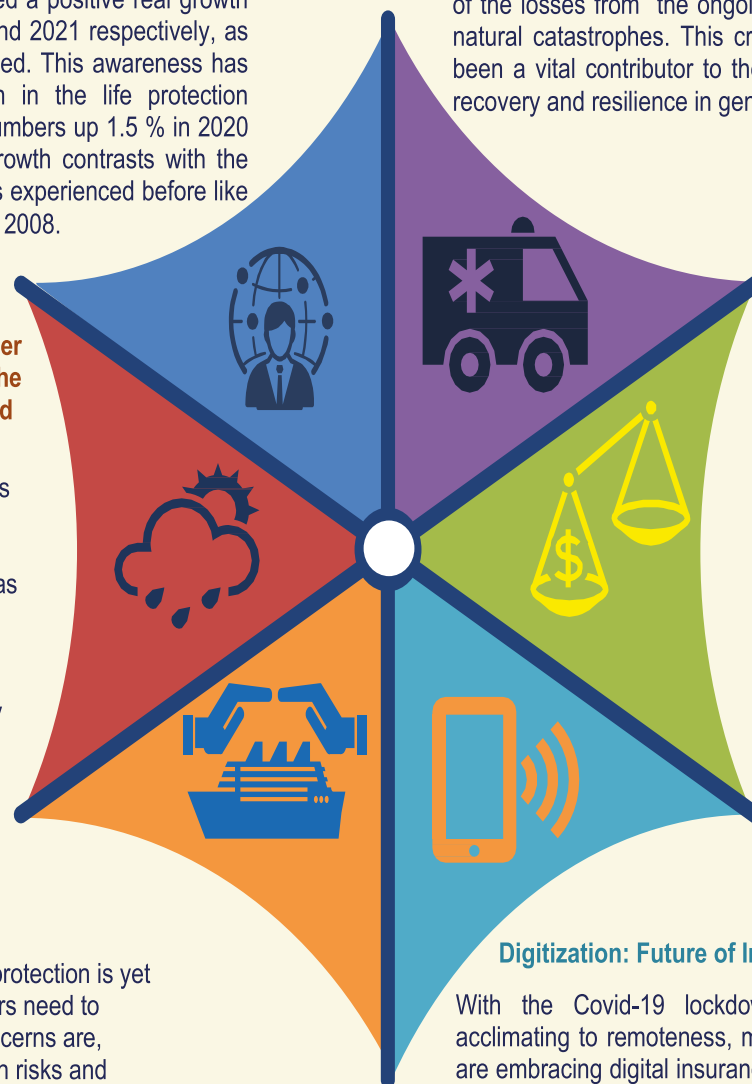 ed a positive real growth
nd 2021 respectively, as
ed. This awareness has
n in the life protection
umbers up 1.5 % in 2020
rowth contrasts with the
s experienced before like
2008.
of the losses from the ongoi
natural catastrophes. This cr
been a vital contributor to the
recovery and resilience in gen
er
he
d
s
as
y
$
protection is yet
rs need to
cerns are,
n risks and
Digitization: Future of I
With the Covid-19 lockdow
acclimating to remoteness, m
are embracing digital insuran